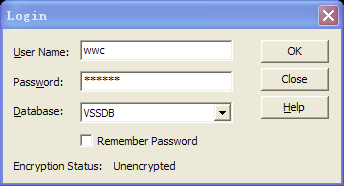 Login
User Name: wwc OK
Password: ****** Close
Database: VSSDB Help
Remember Password
Encryption Status: Unencrypted